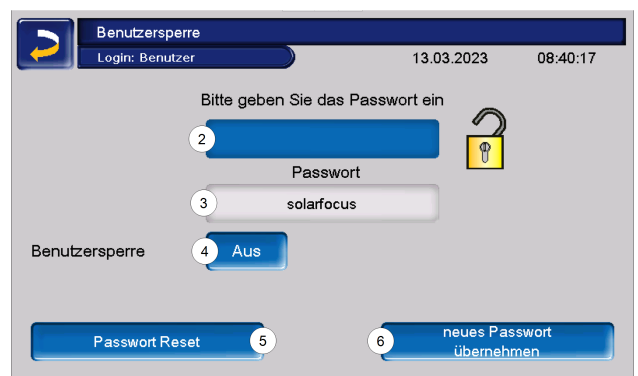 Benutzersperre
Login: Benutzer 13.03.2023 08:40:17
Bitte geben Sie das Passwort ein
2
Passwort
3 solarfocus
Benutzersperre 4 Aus
Passwort Reset 5
6 neues Passwort
übernehmen